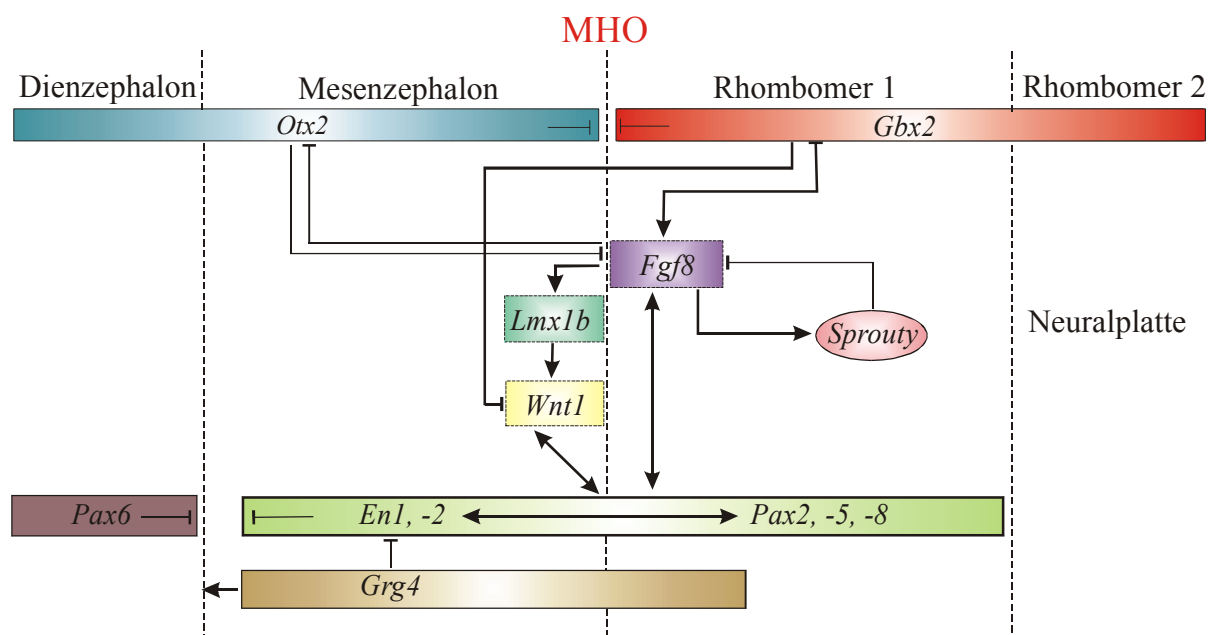 MHO
Dienzephalon
Mesenzephalon
Rhombomer 1
Rhombomer 2
Otx2
Gbx2
Fgf8
Lmx1b
Sprouty
Neuralplatte
Wnt1
Pax6
En1, -2
Pax2, -5, -8
Grg4